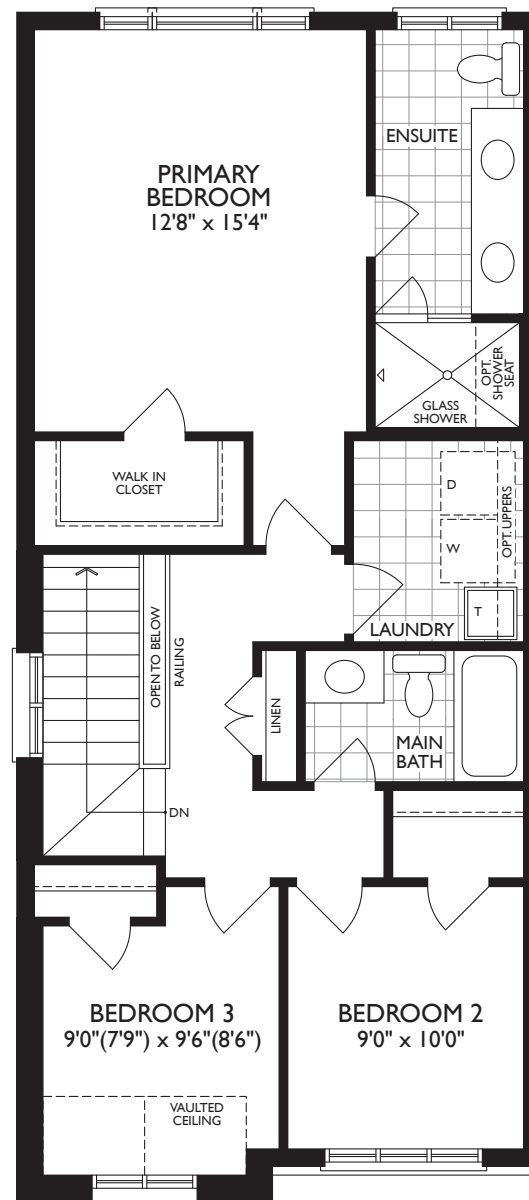 PRIMARY
BEDROOM
12'8" x 15'4"
ENSUITE
OPT.
SHOWER
SEAT
GLASS
SHOWER
WALK IN
CLOSET
D
W
OPT. UPPERS
T
LAUNDRY
OPEN TO BELOW
RAILING
LINEN
MAIN
BATH
DN
BEDROOM 3
9'0"(7'9") x 9'6"(8'6")
BEDROOM 2
9'0" x 10'0"
VAULTED
CEILING